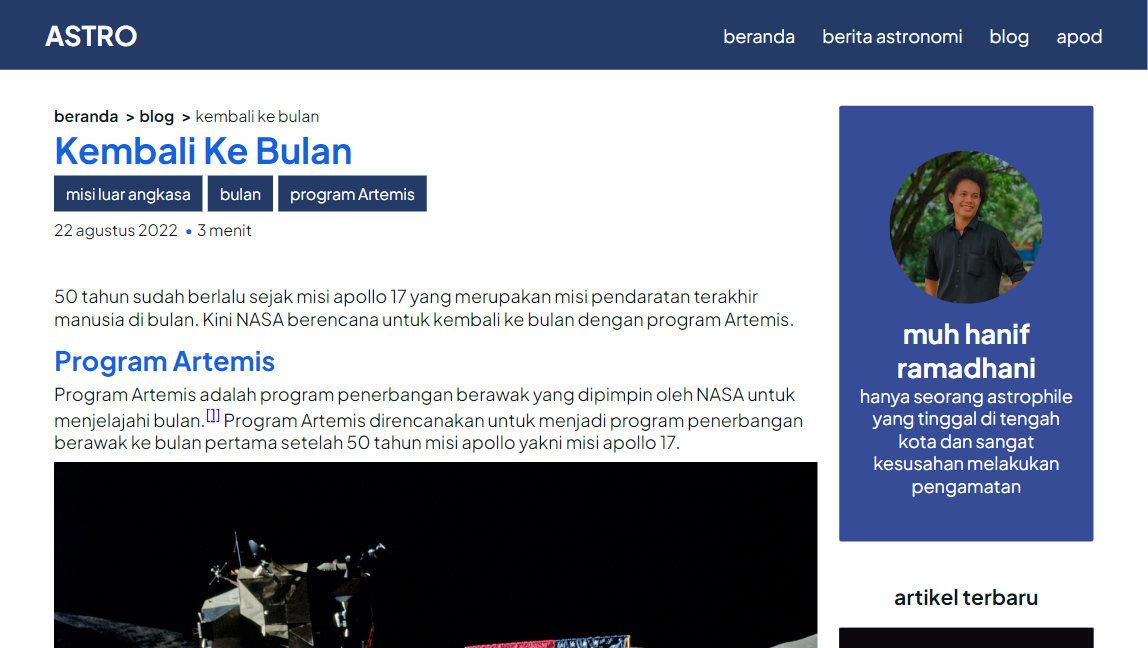 ASTRO
beranda berita astronomi blog apod
beranda > blog > kembali ke bulan
Kembali Ke Bulan
misi luar angkasa bulan program Artemis
22 agustus 2022 • 3 menit
50 tahun sudah berlalu sejak misi apollo 17 yang merupakan misi pendaratan terakhir
manusia di bulan. Kini NASA berencana untuk kembali ke bulan dengan program Artemis.
Program Artemis
Program Artemis adalah program penerbangan berawak yang dipimpin oleh NASA untuk
menjelajahi bulan.[1] Program Artemis direncanakan untuk menjadi program penerbangan
berawak ke bulan pertama setelah 50 tahun misi apollo yakni misi apollo 17.
muh hanif
ramadhani
hanya seorang astrophile
yang tinggal di tengah
kota dan sangat
kesusahan melakukan
pengamatan
artikel terbaru